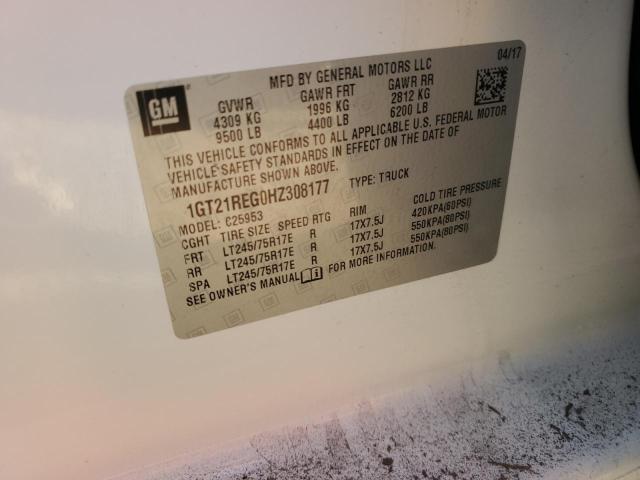 MFD BY GENERAL MOTORS LLC 04/17
GM GVWR GAWR FRT GAWR RR
4309 KG 1996 KG 2812 KG
9500 LB 4400 LB 6200 LB
THIS VEHICLE CONFORMS TO ALL APPLICABLE U.S. FEDERAL MOTOR
VEHICLE SAFETY STANDARDS IN EFFECT ON THE DATE OF
MANUFACTURE SHOWN ABOVE.
1GT21REG0HZ308177 TYPE: TRUCK
MODEL: C25953
CGHT TIRE SIZE SPEED RTG RIM COLD TIRE PRESSURE
FRT LT245/75R17E R 17X7.5J 420KPA(60PSI)
RR LT245/75R17E R 17X7.5J 550KPA(80PSI)
SPA LT245/75R17E R 17X7.5J 550KPA(80PSI)
SEE OWNER'S MANUAL FOR MORE INFORMATION.